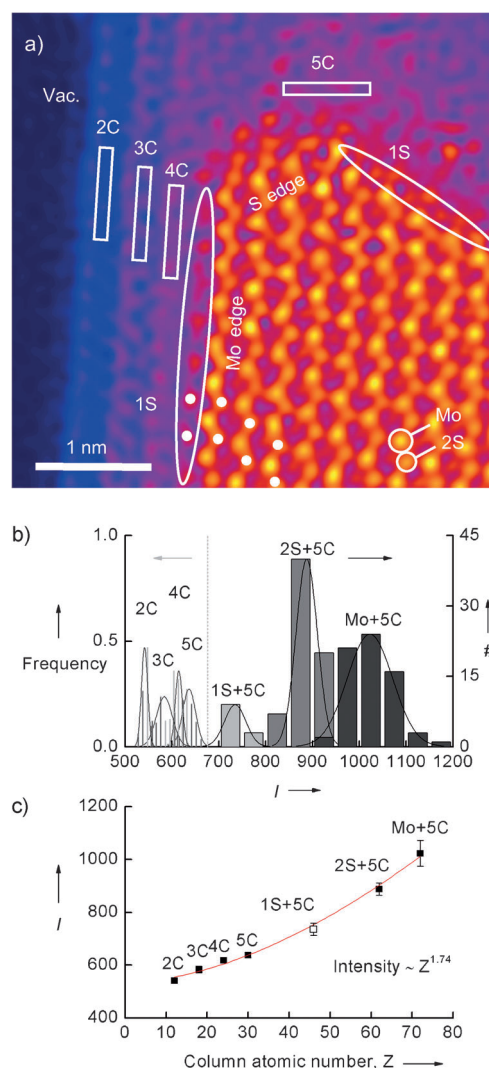 a)
Vac.
2C
3C
4C
5C
1S
S edge
Mo edge
1S
Mo
2S
1 nm
b)
1.0
0.5
0.0
Frequency
45
30
15
0
#
2C
3C
4C
5C
1S+5C
2S+5C
Mo+5C
500 600 700 800 900 1000 1100 1200
I
c)
1200
1000
800
600
400
I
2C
3C
4C
5C
1S+5C
2S+5C
Mo+5C
Intensity ~ Z^1.74
0 10 20 30 40 50 60 70 80
Column atomic number, Z